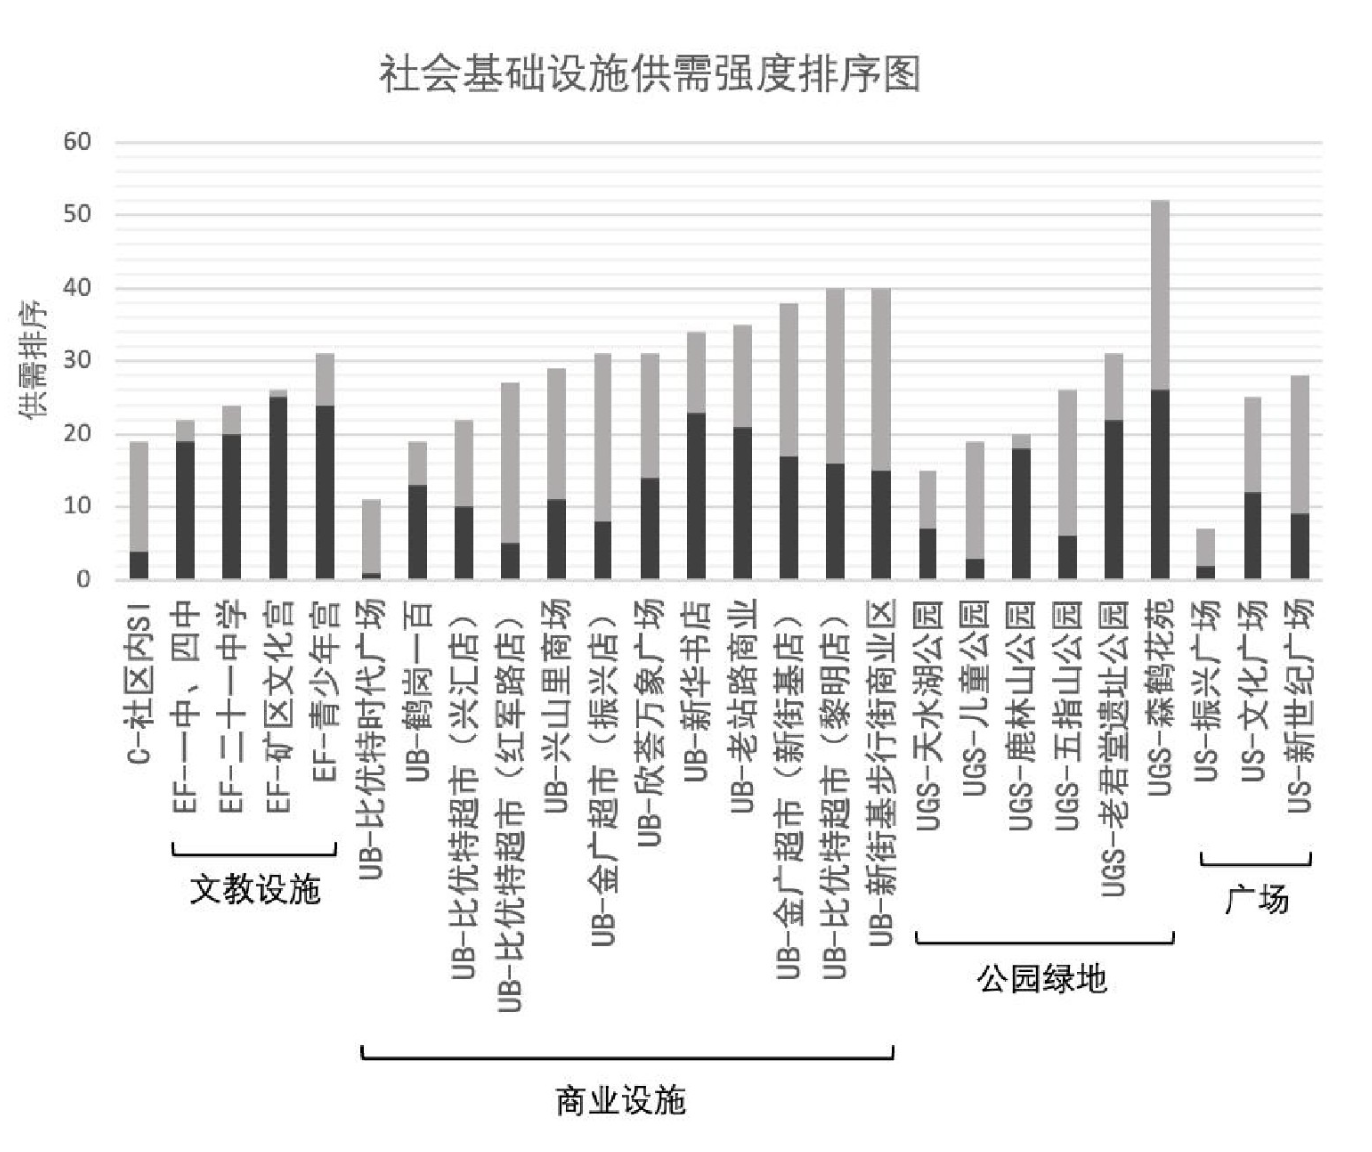 社会基础设施供需强度排序图
供需排序
60
50
40
30
20
10
0
C-社区内SI
EF-一中、四中
EF-二十一中学
EF-矿区文化宫
EF-青少年宫
UB-比优特时代广场
UB-鹤岗一百
UB-比优特超市（兴汇店）
UB-比优特超市（红军路店）
UB-兴山里商场
UB-金广超市（振兴店）
UB-欣荟万象广场
UB-新华书店
UB-老站路商业
UB-金广超市（新街基店）
UB-比优特超市（黎明店）
UB-新街基步行街商业区
UGS-天水湖公园
UGS-儿童公园
UGS-鹿林山公园
UGS-五指山公园
UGS-老君堂遗址公园
UGS-森鹤花苑
US-振兴广场
US-文化广场
US-新世纪广场
文教设施
商业设施
公园绿地
广场